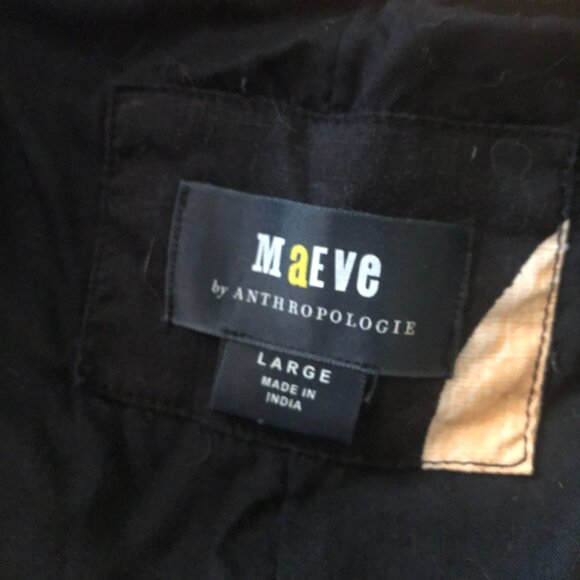 MaEVe
by ANTHROPOLOGIE
LARGE
MADE IN
INDIA